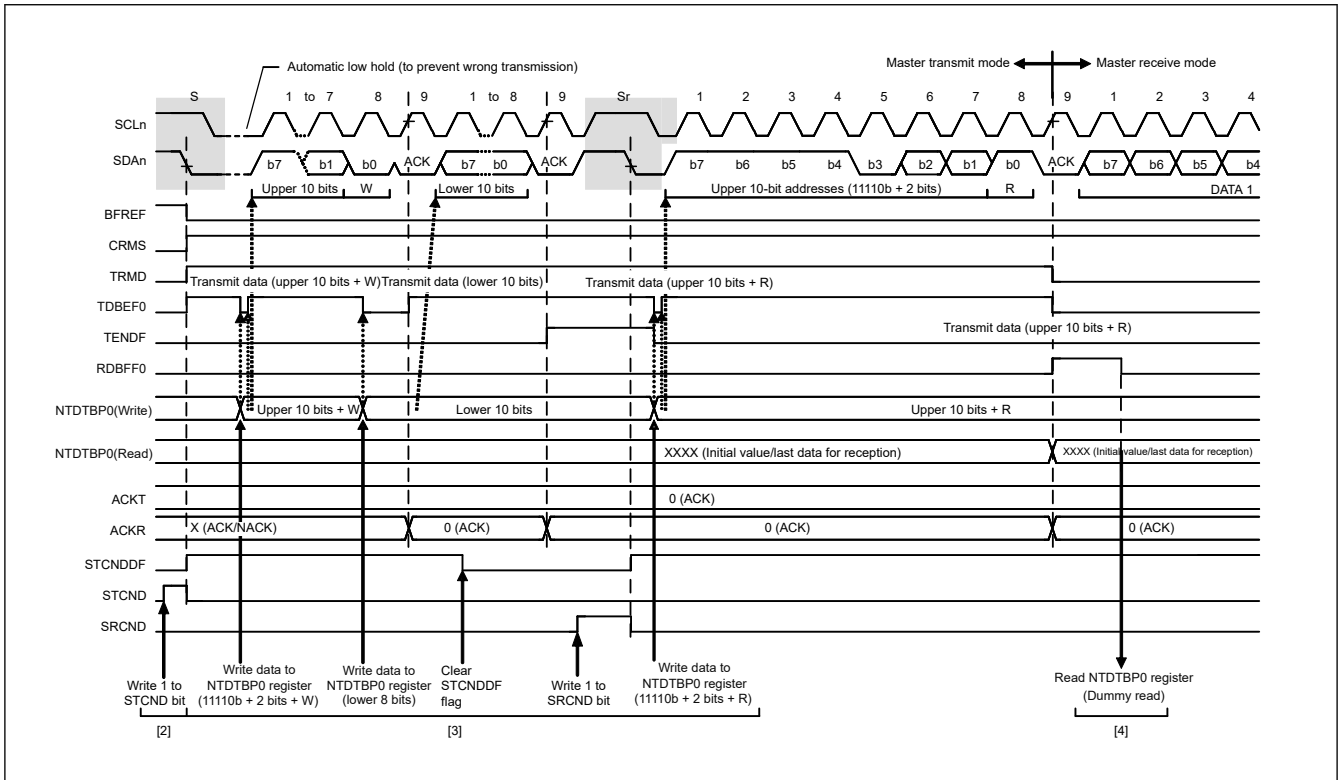 Automatic low hold (to prevent wrong transmission)
Master transmit mode
Master receive mode
S
1 to 7
8
9
1 to 8
9
Sr
1
2
3
4
5
6
7
8
9
1
2
3
4
SCLn
SDAn
b7
b1
b0
ACK
b7
b0
ACK
b7
b6
b5
b4
b3
b2
b1
b0
ACK
b7
b6
b5
b4
Upper 10 bits
W
Lower 10 bits
Upper 10-bit addresses (11110b + 2 bits)
R
DATA 1
BFREF
CRMS
TRMD
Transmit data (upper 10 bits + W)
Transmit data (lower 10 bits)
Transmit data (upper 10 bits + R)
TDBEF0
TENDF
Transmit data (upper 10 bits + R)
RDBFF0
NTDTBP0(Write)
Upper 10 bits + W
Lower 10 bits
Upper 10 bits + R
NTDTBP0(Read)
XXXX (Initial value/last data for reception)
XXXX (Initial value/last data for reception)
ACKT
0 (ACK)
ACKR
X (ACK/NACK)
0 (ACK)
0 (ACK)
0 (ACK)
STCNDDF
STCND
SRCND
Write 1 to
STCND bit
Write data to
NTDTBP0 register
(11110b + 2 bits + W)
Write data to
NTDTBP0 register
(lower 8 bits)
Clear
STCNDDF
flag
Write 1 to
SRCND bit
Write data to
NTDTBP0 register
(11110b + 2 bits + R)
Read NTDTBP0 register
(Dummy read)
[2]
[3]
[4]